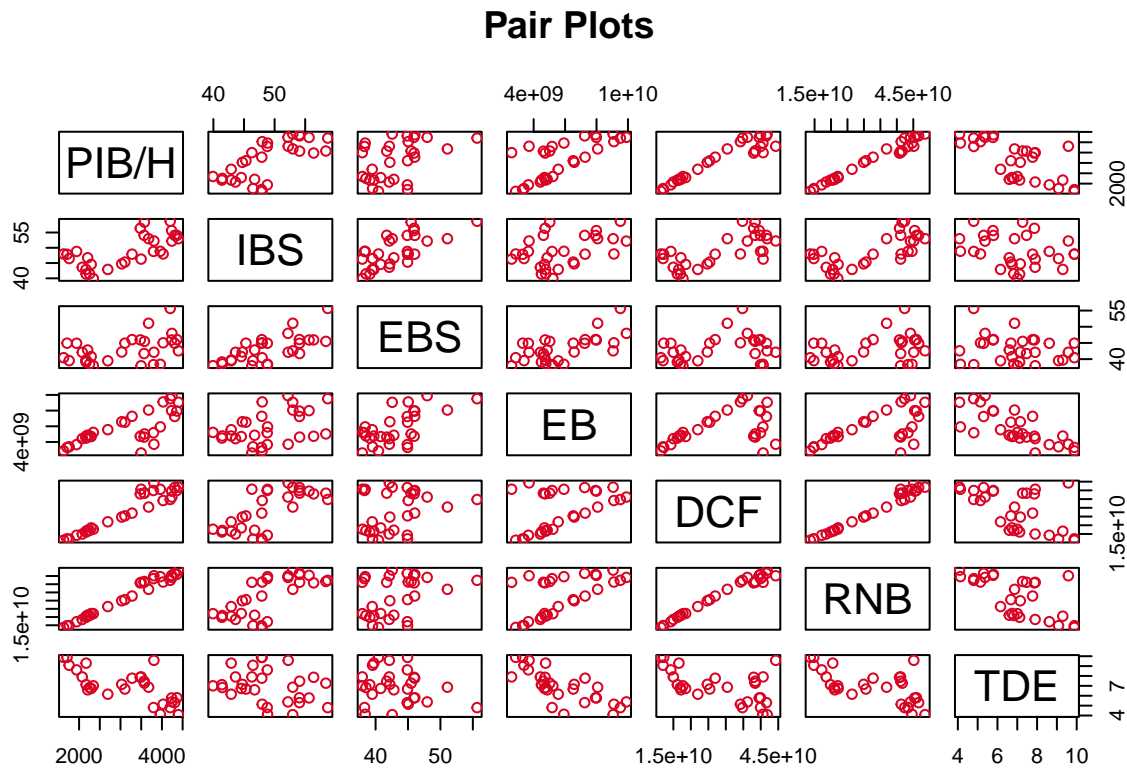 Pair Plots
40 50 4e+09 1e+10 1.5e+10 4.5e+10
PIB/H 2000
40 55 IBS
EBS 40 55
4e+09 EB
DCF 1.5e+10
1.5e+10 RNB
TDE 4 7
2000 4000 40 50 1.5e+10 4.5e+10 4 6 8 10